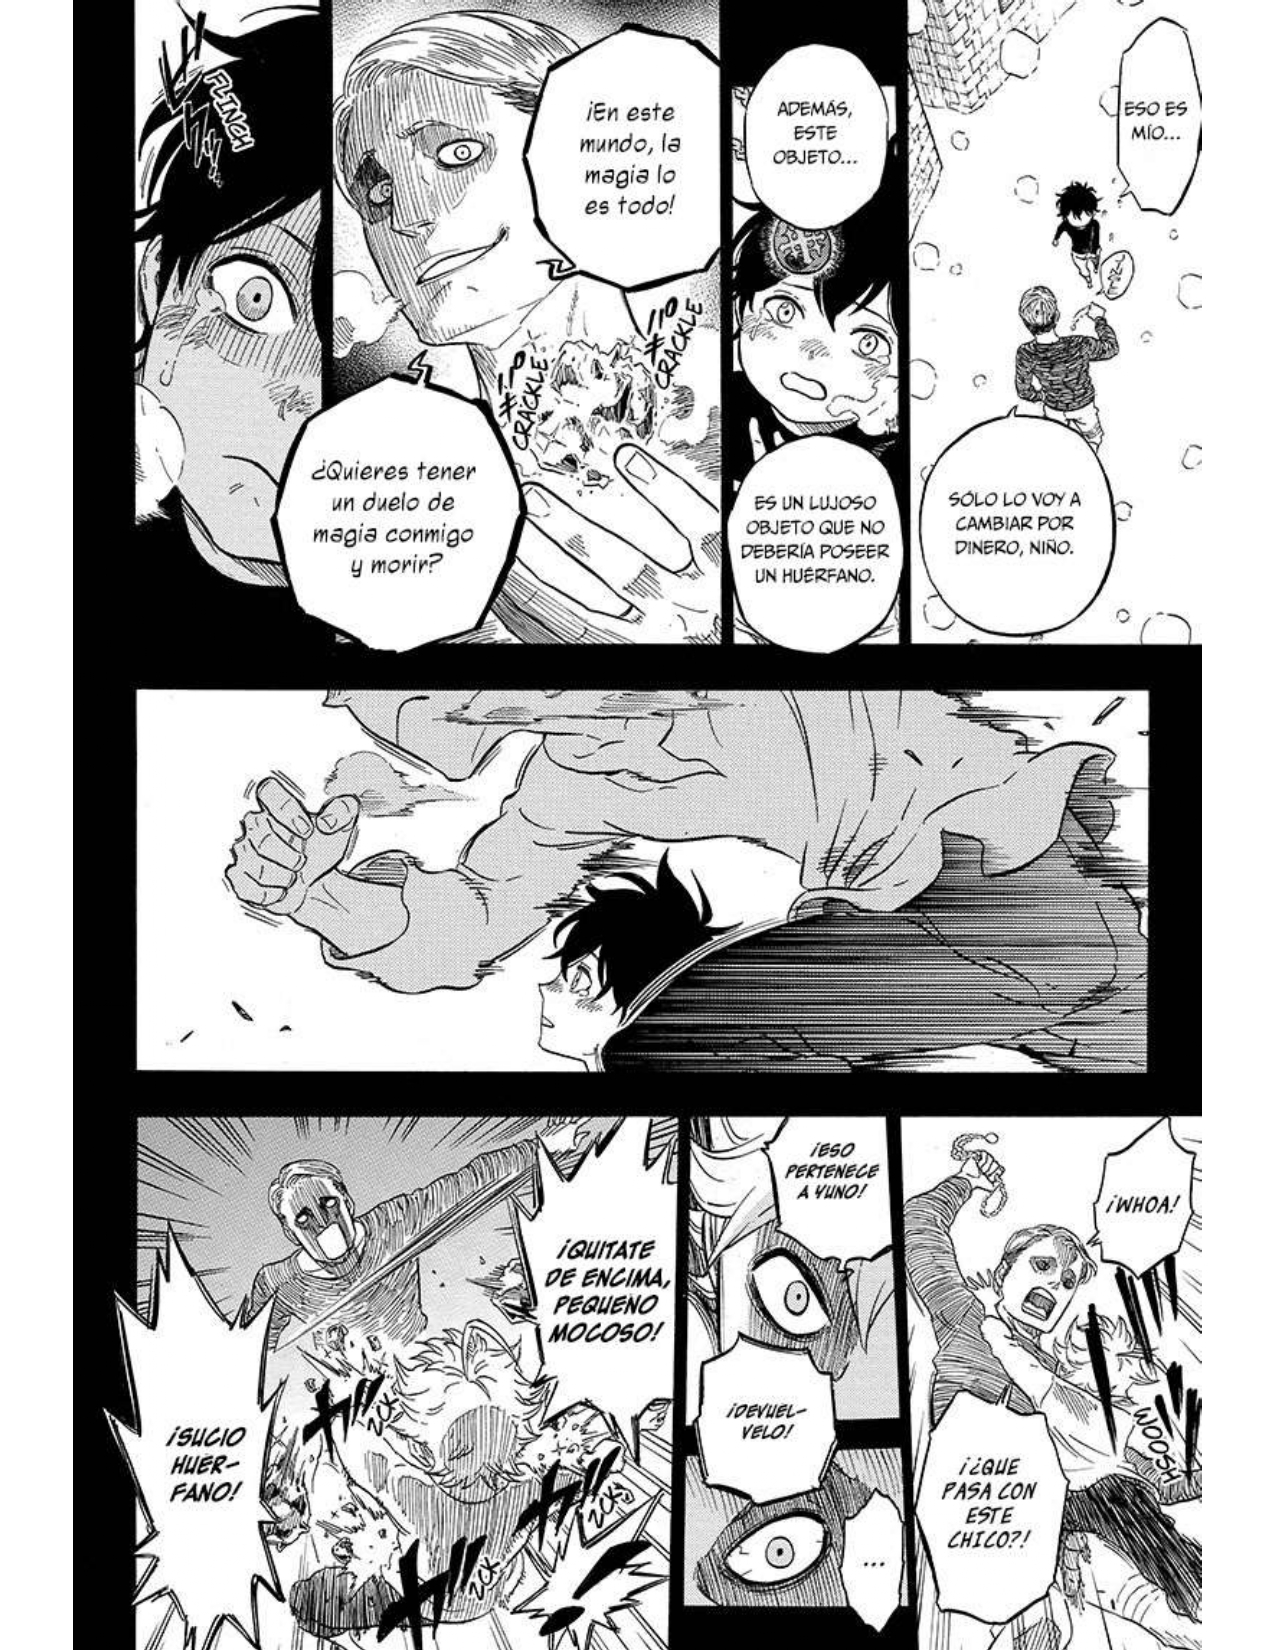 ESO ES
MÍO...
SÓLO LO VOY A
CAMBIAR POR
DINERO, NIÑO.
ADEMÁS,
ESTE
OBJETO...
ES UN LUJOSO
OBJETO QUE NO
DEBERÍA POSEER
UN HUÉRFANO.
¡En este
mundo, la
magia lo
es todo!
CRACKLE
CRACKLE
¿Quieres tener
un duelo de
magia conmigo
y morir?
FLINCH
¡WHOA!
WOOSH
¡¿QUE
PASA CON
ESTE
CHICO?!
¡ESO
PERTENECE
A YUNO!
¡DEVUEL-
VELO!
...
¡QUITATE
DE ENCIMA,
PEQUEÑO
MOCOSO!
ZCK
ZCK
ZCK
¡SUCIO
HUÉR-
FANO!